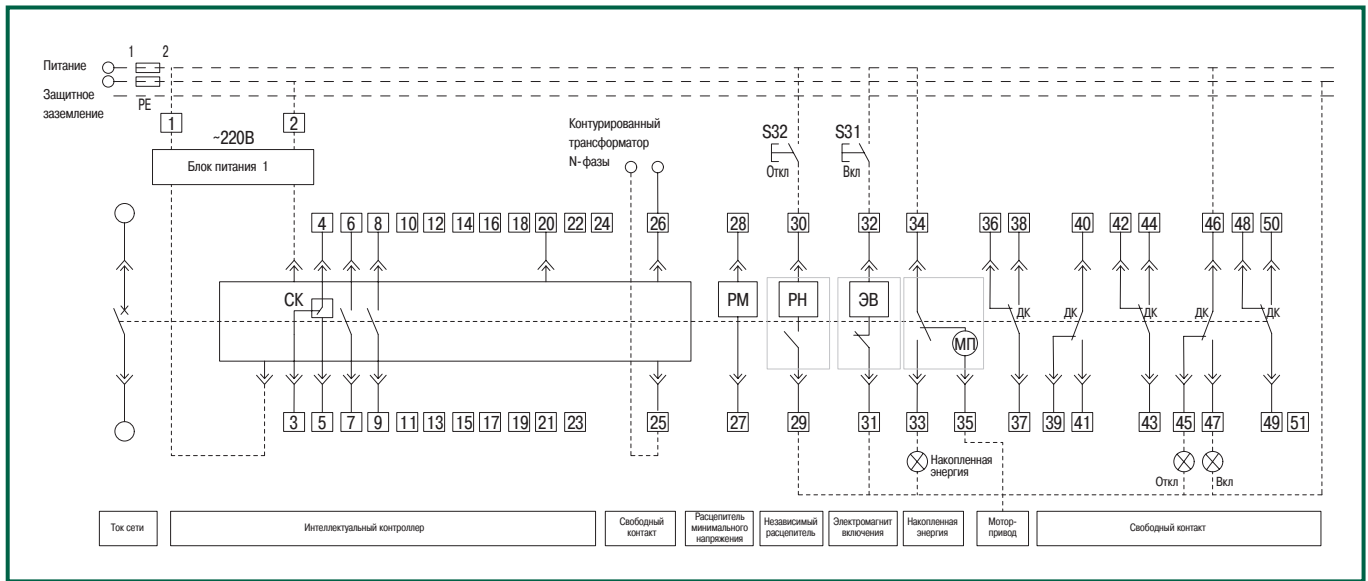 1 2
Питание
Защитное
заземление
PE
1 2
~220В
Блок питания 1
Контурированный
трансформатор
N-фазы
S32
Откл
S31
Вкл
4 6 8 10 12 14 16 18 20 22 24 26 28 30 32 34 36 38 40 42 44 46 48 50
СК
РМ
РН
ЭВ
МП
ДК ДК ДК ДК ДК
3 5 7 9 11 13 15 17 19 21 23 25 27 29 31 33 35 37 39 41 43 45 47 49 51
Накопленная
энергия
Откл Вкл
Ток сети
Интеллектуальный контроллер
Свободный
контакт
Расцепитель
минимального
напряжения
Независимый
расцепитель
Электромагнит
включения
Накопленная
энергия
Мотор-
привод
Свободный контакт